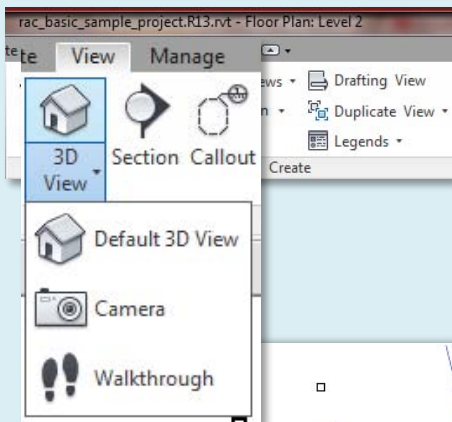 rac_basic_sample_project.R13.rvt - Floor Plan: Level 2
te View Manage
Drafting View
Duplicate View
Legends
3D View
Section
Callout
Create
Default 3D View
Camera
Walkthrough